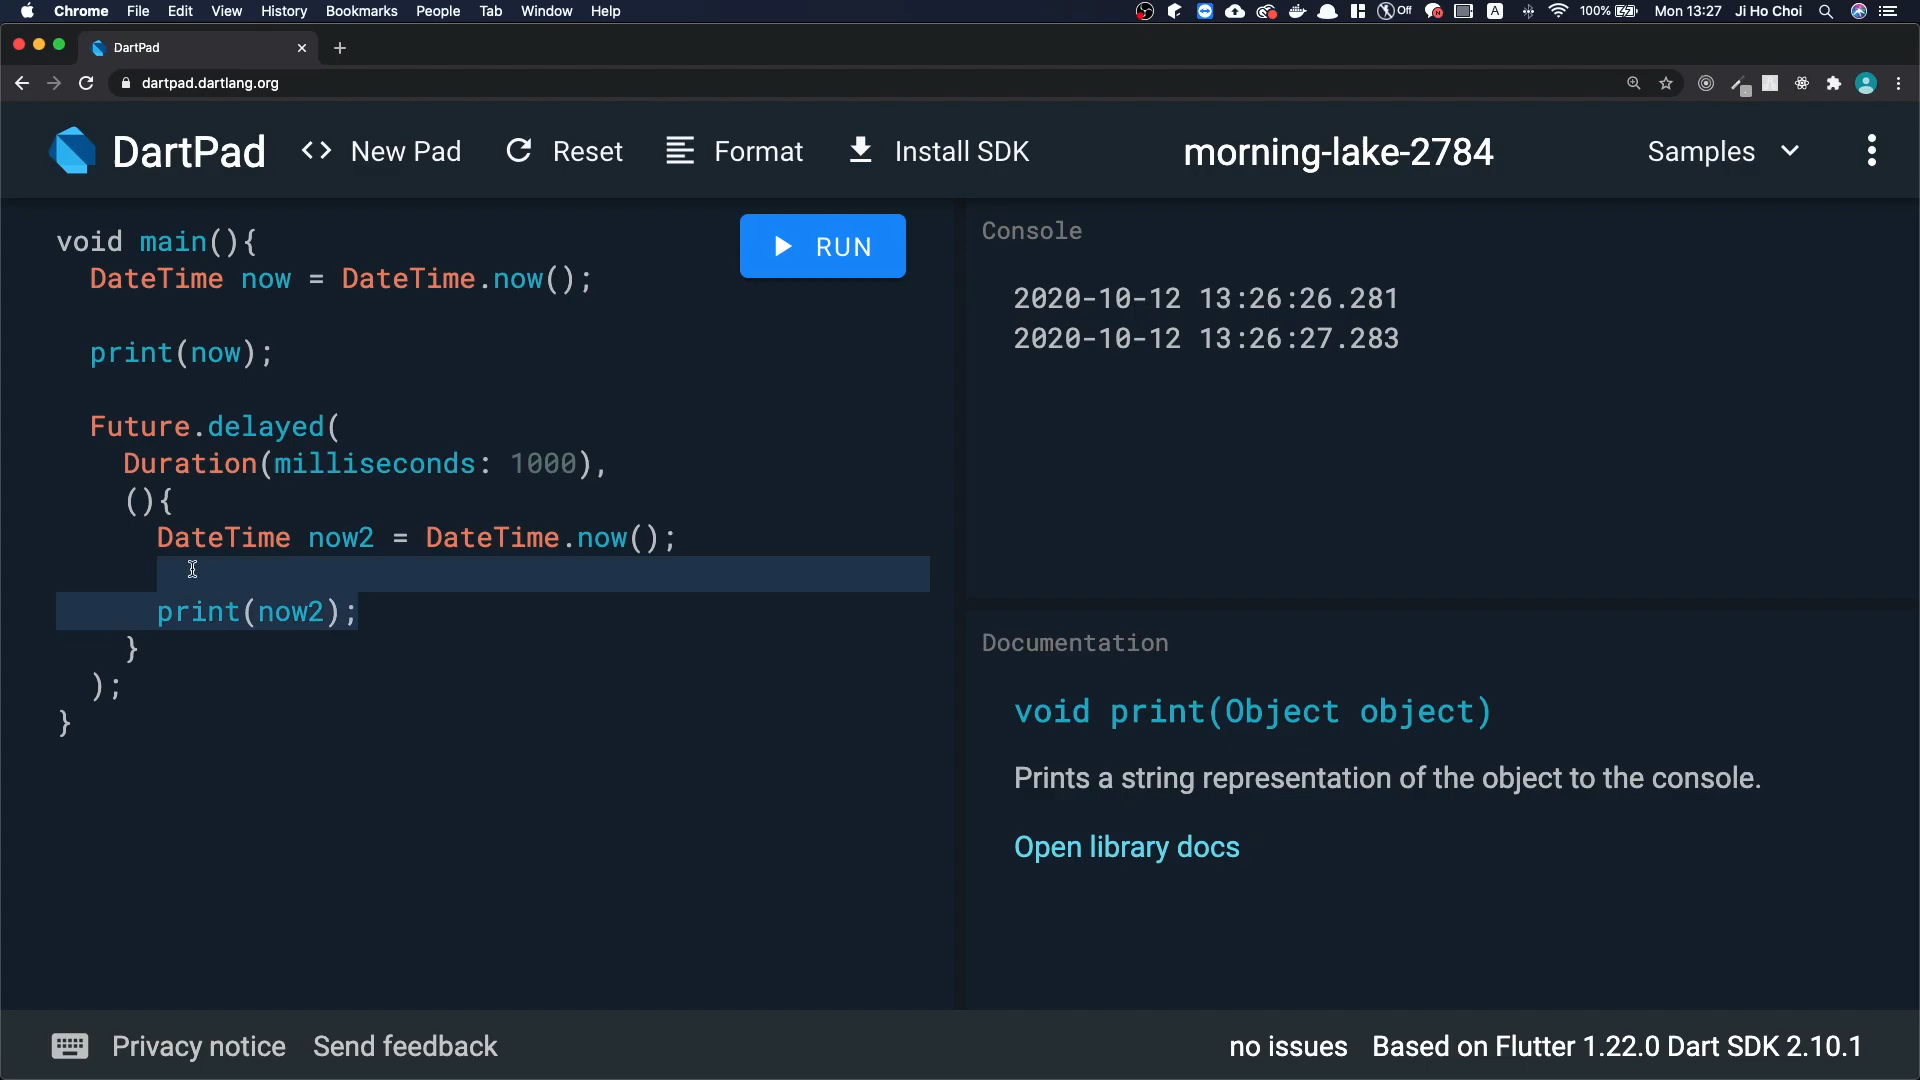 Chrome File Edit View History Bookmarks People Tab Window Help Off 100% Mon 13:27 Ji Ho Choi
DartPad
dartpad.dartlang.org
DartPad <> New Pad Reset Format Install SDK morning-lake-2784 Samples
RUN
void main(){
DateTime now = DateTime.now();
print(now);
Future.delayed(
Duration(milliseconds: 1000),
(){
DateTime now2 = DateTime.now();
print(now2);
}
);
}
Console
2020-10-12 13:26:26.281
2020-10-12 13:26:27.283
Documentation
void print(Object object)
Prints a string representation of the object to the console.
Open library docs
Privacy notice Send feedback no issues Based on Flutter 1.22.0 Dart SDK 2.10.1